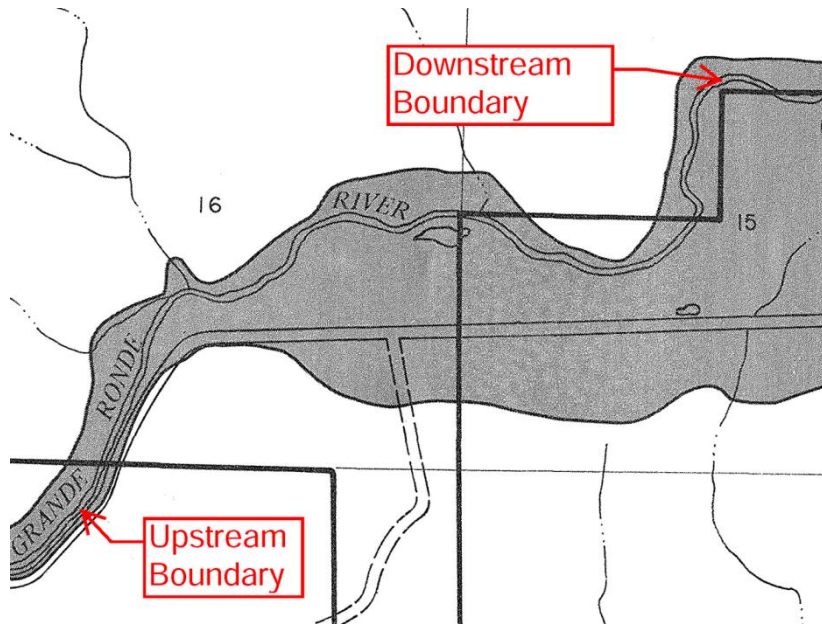 Downstream
Boundary
16
RIVER
15
RONDE
GRANDE
Upstream
Boundary